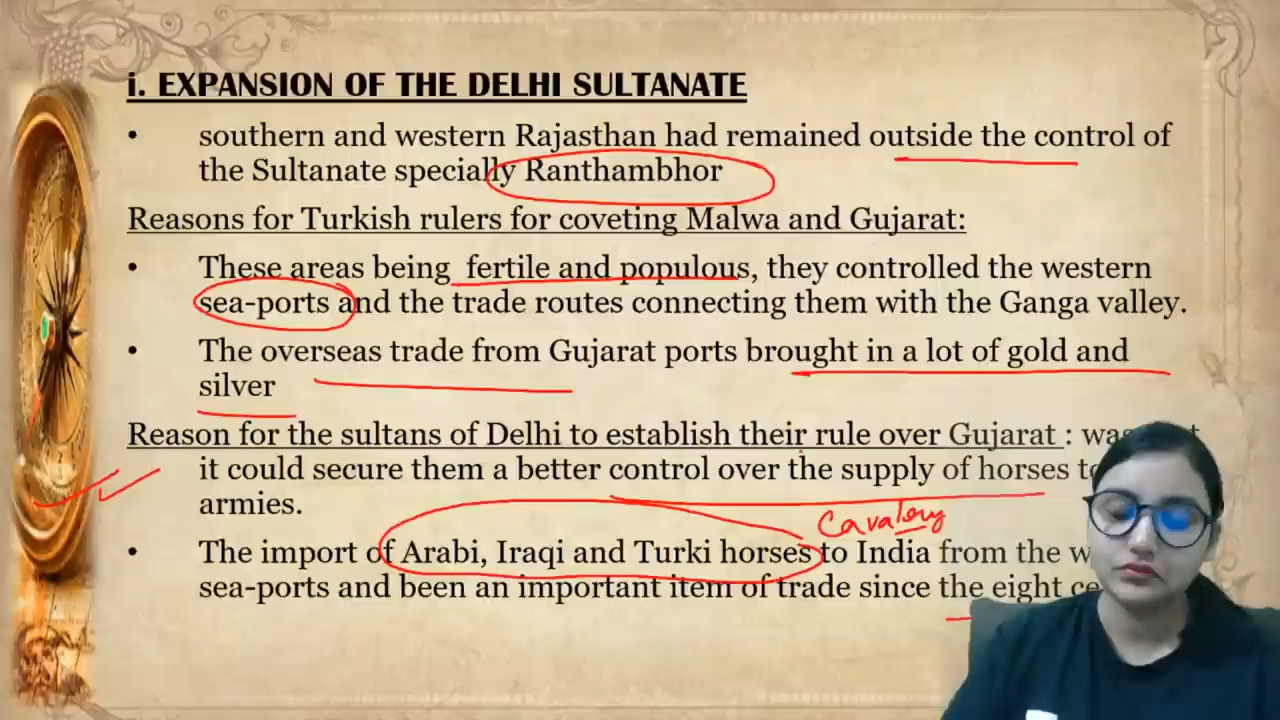 i. EXPANSION OF THE DELHI SULTANATE
• southern and western Rajasthan had remained outside the control of
the Sultanate specially Ranthambhor
Reasons for Turkish rulers for coveting Malwa and Gujarat:
• These areas being fertile and populous, they controlled the western
sea-ports and the trade routes connecting them with the Ganga valley.
• The overseas trade from Gujarat ports brought in a lot of gold and
silver
Reason for the sultans of Delhi to establish their rule over Gujarat :
it could secure them a better control over the supply of horses
armies.
Cavalery
• The import of Arabi, Iraqi and Turki horses to India from the
sea-ports and been an important item of trade since the eight